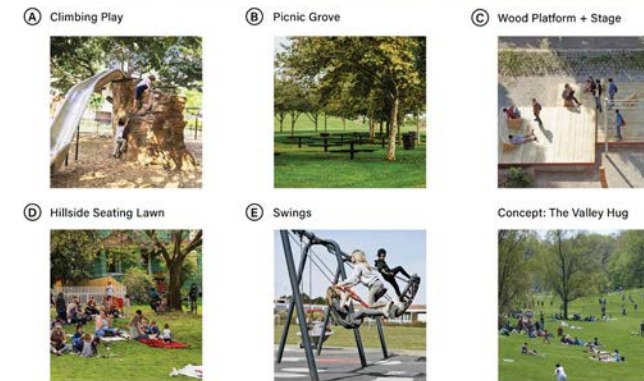 A Climbing Play
B Picnic Grove
C Wood Platform + Stage
D Hillside Seating Lawn
E Swings
Concept: The Valley Hug